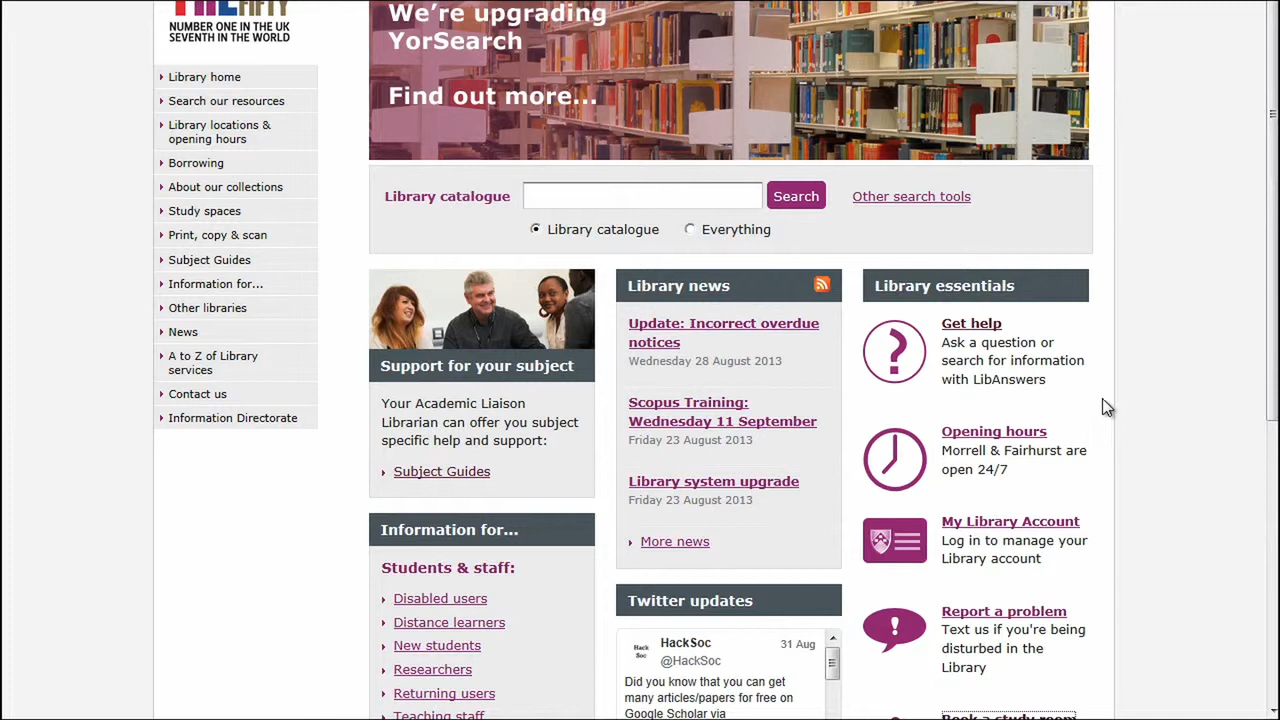 NUMBER ONE IN THE UK
SEVENTH IN THE WORLD
Library home
Search our resources
Library locations &
opening hours
Borrowing
About our collections
Study spaces
Print, copy & scan
Subject Guides
Information for...
Other libraries
News
A to Z of Library
services
Contact us
Information Directorate
We're upgrading
YorSearch
Find out more...
Library catalogue
Search
Other search tools
Library catalogue
Everything
Support for your subject
Your Academic Liaison
Librarian can offer you subject
specific help and support:
Subject Guides
Information for...
Students & staff:
Disabled users
Distance learners
New students
Researchers
Returning users
Teaching staff
Library news
Update: Incorrect overdue
notices
Wednesday 28 August 2013
Scopus Training:
Wednesday 11 September
Friday 23 August 2013
Library system upgrade
Friday 23 August 2013
More news
Twitter updates
Hack
Soc
HackSoc
31 Aug
@HackSoc
Did you know that you can get
many articles/papers for free on
Google Scholar via
Library essentials
Get help
Ask a question or
search for information
with LibAnswers
Opening hours
Morrell & Fairhurst are
open 24/7
My Library Account
Log in to manage your
Library account
Report a problem
Text us if you're being
disturbed in the
Library
Book a study room